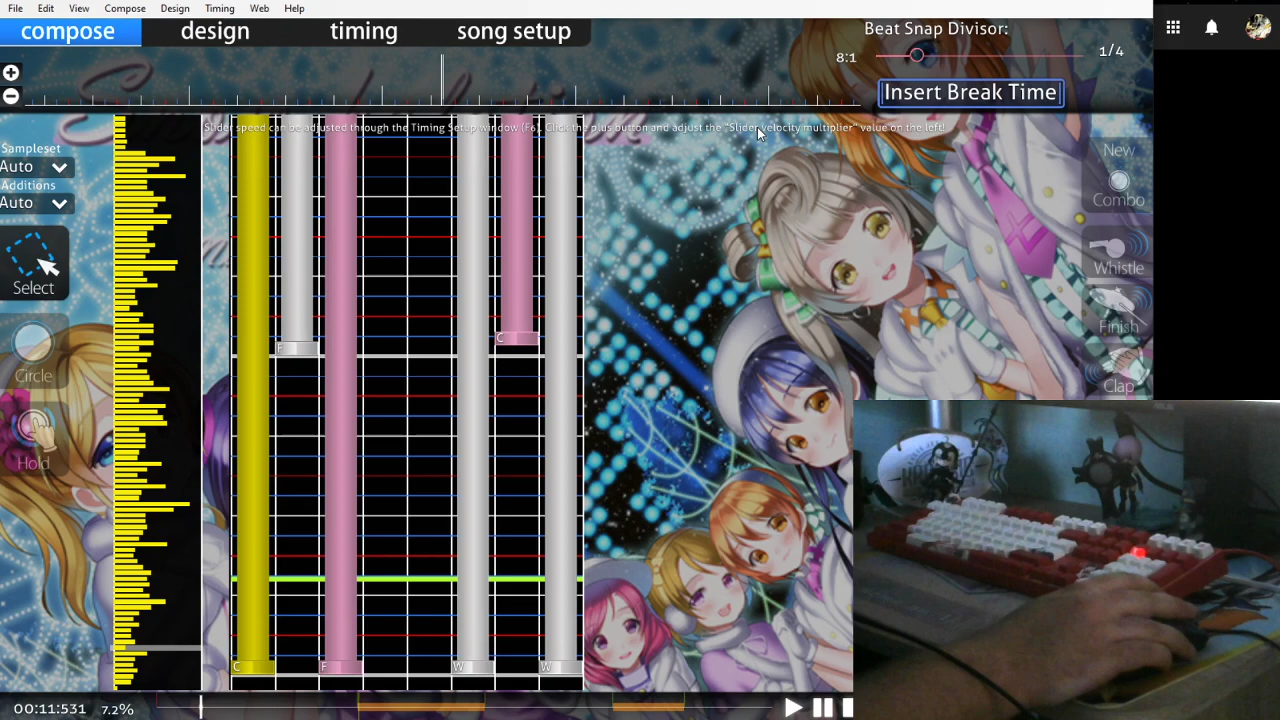 File Edit View Compose Design Timing Web Help
compose design timing song setup
Beat Snap Divisor:
8:1 1/4
Insert Break Time
Slider speed can be adjusted through the Timing Setup window (F6). Click the plus button and adjust the "Slider velocity multiplier" value on the left!
Sampleset
Auto
Additions
Auto
Select
Circle
Hold
New
Combo
Whistle
Finish
Clap
F
C
C F W W
00:11:531 7.2%